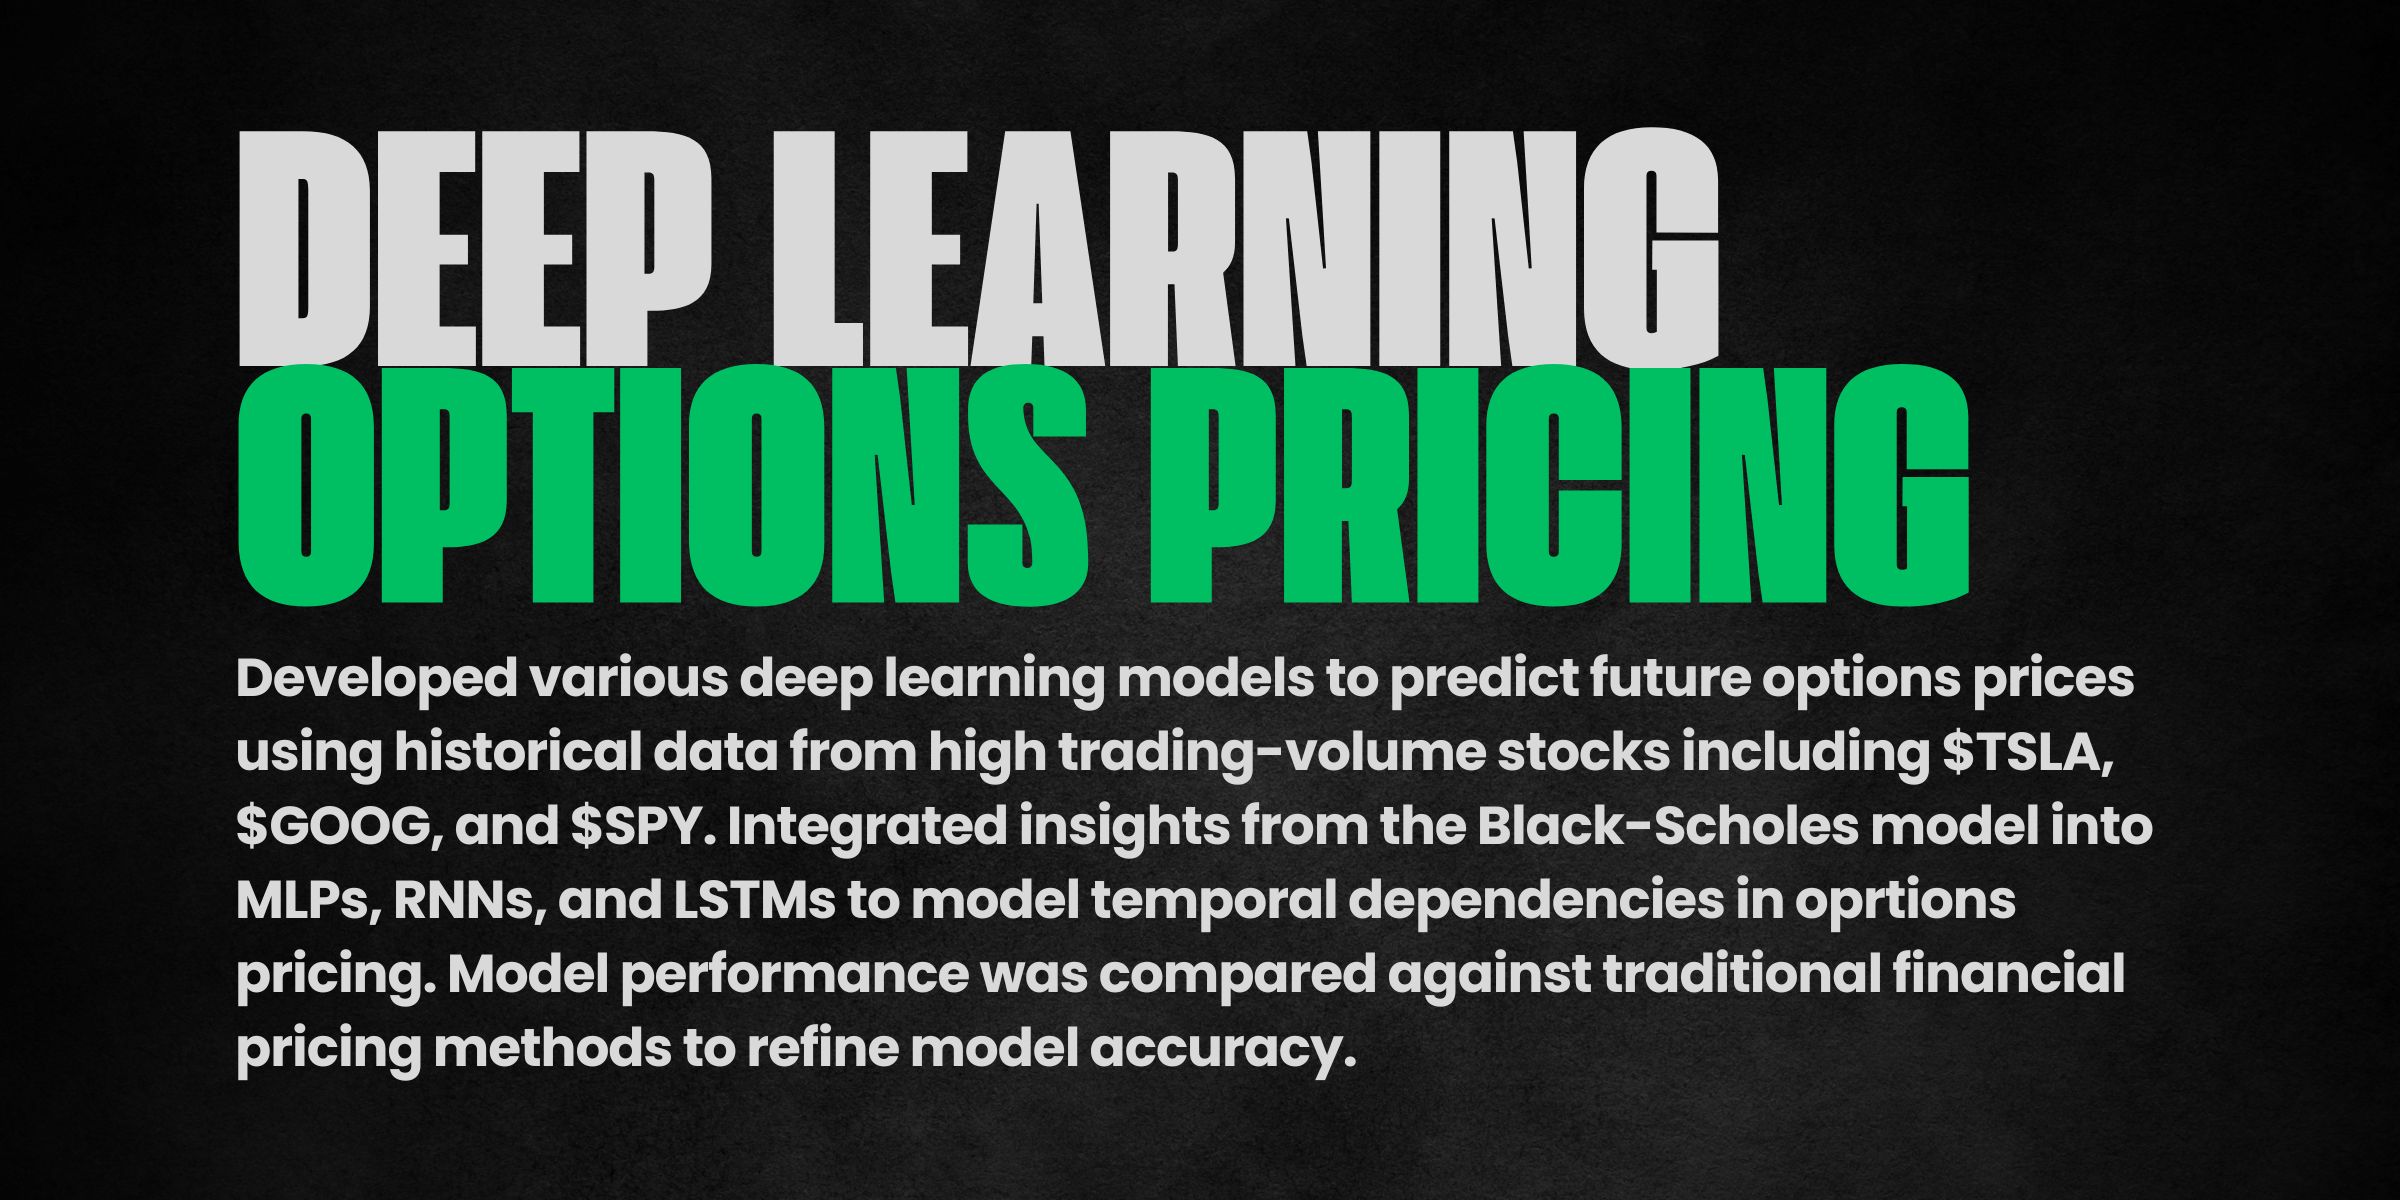 DEEP LEARNING
OPTIONS PRICING
Developed various deep learning models to predict future options prices
using historical data from high trading-volume stocks including $TSLA,
$GOOG, and $SPY. Integrated insights from the Black-Scholes model into
MLPs, RNNs, and LSTMs to model temporal dependencies in oprtions
pricing. Model performance was compared against traditional financial
pricing methods to refine model accuracy.